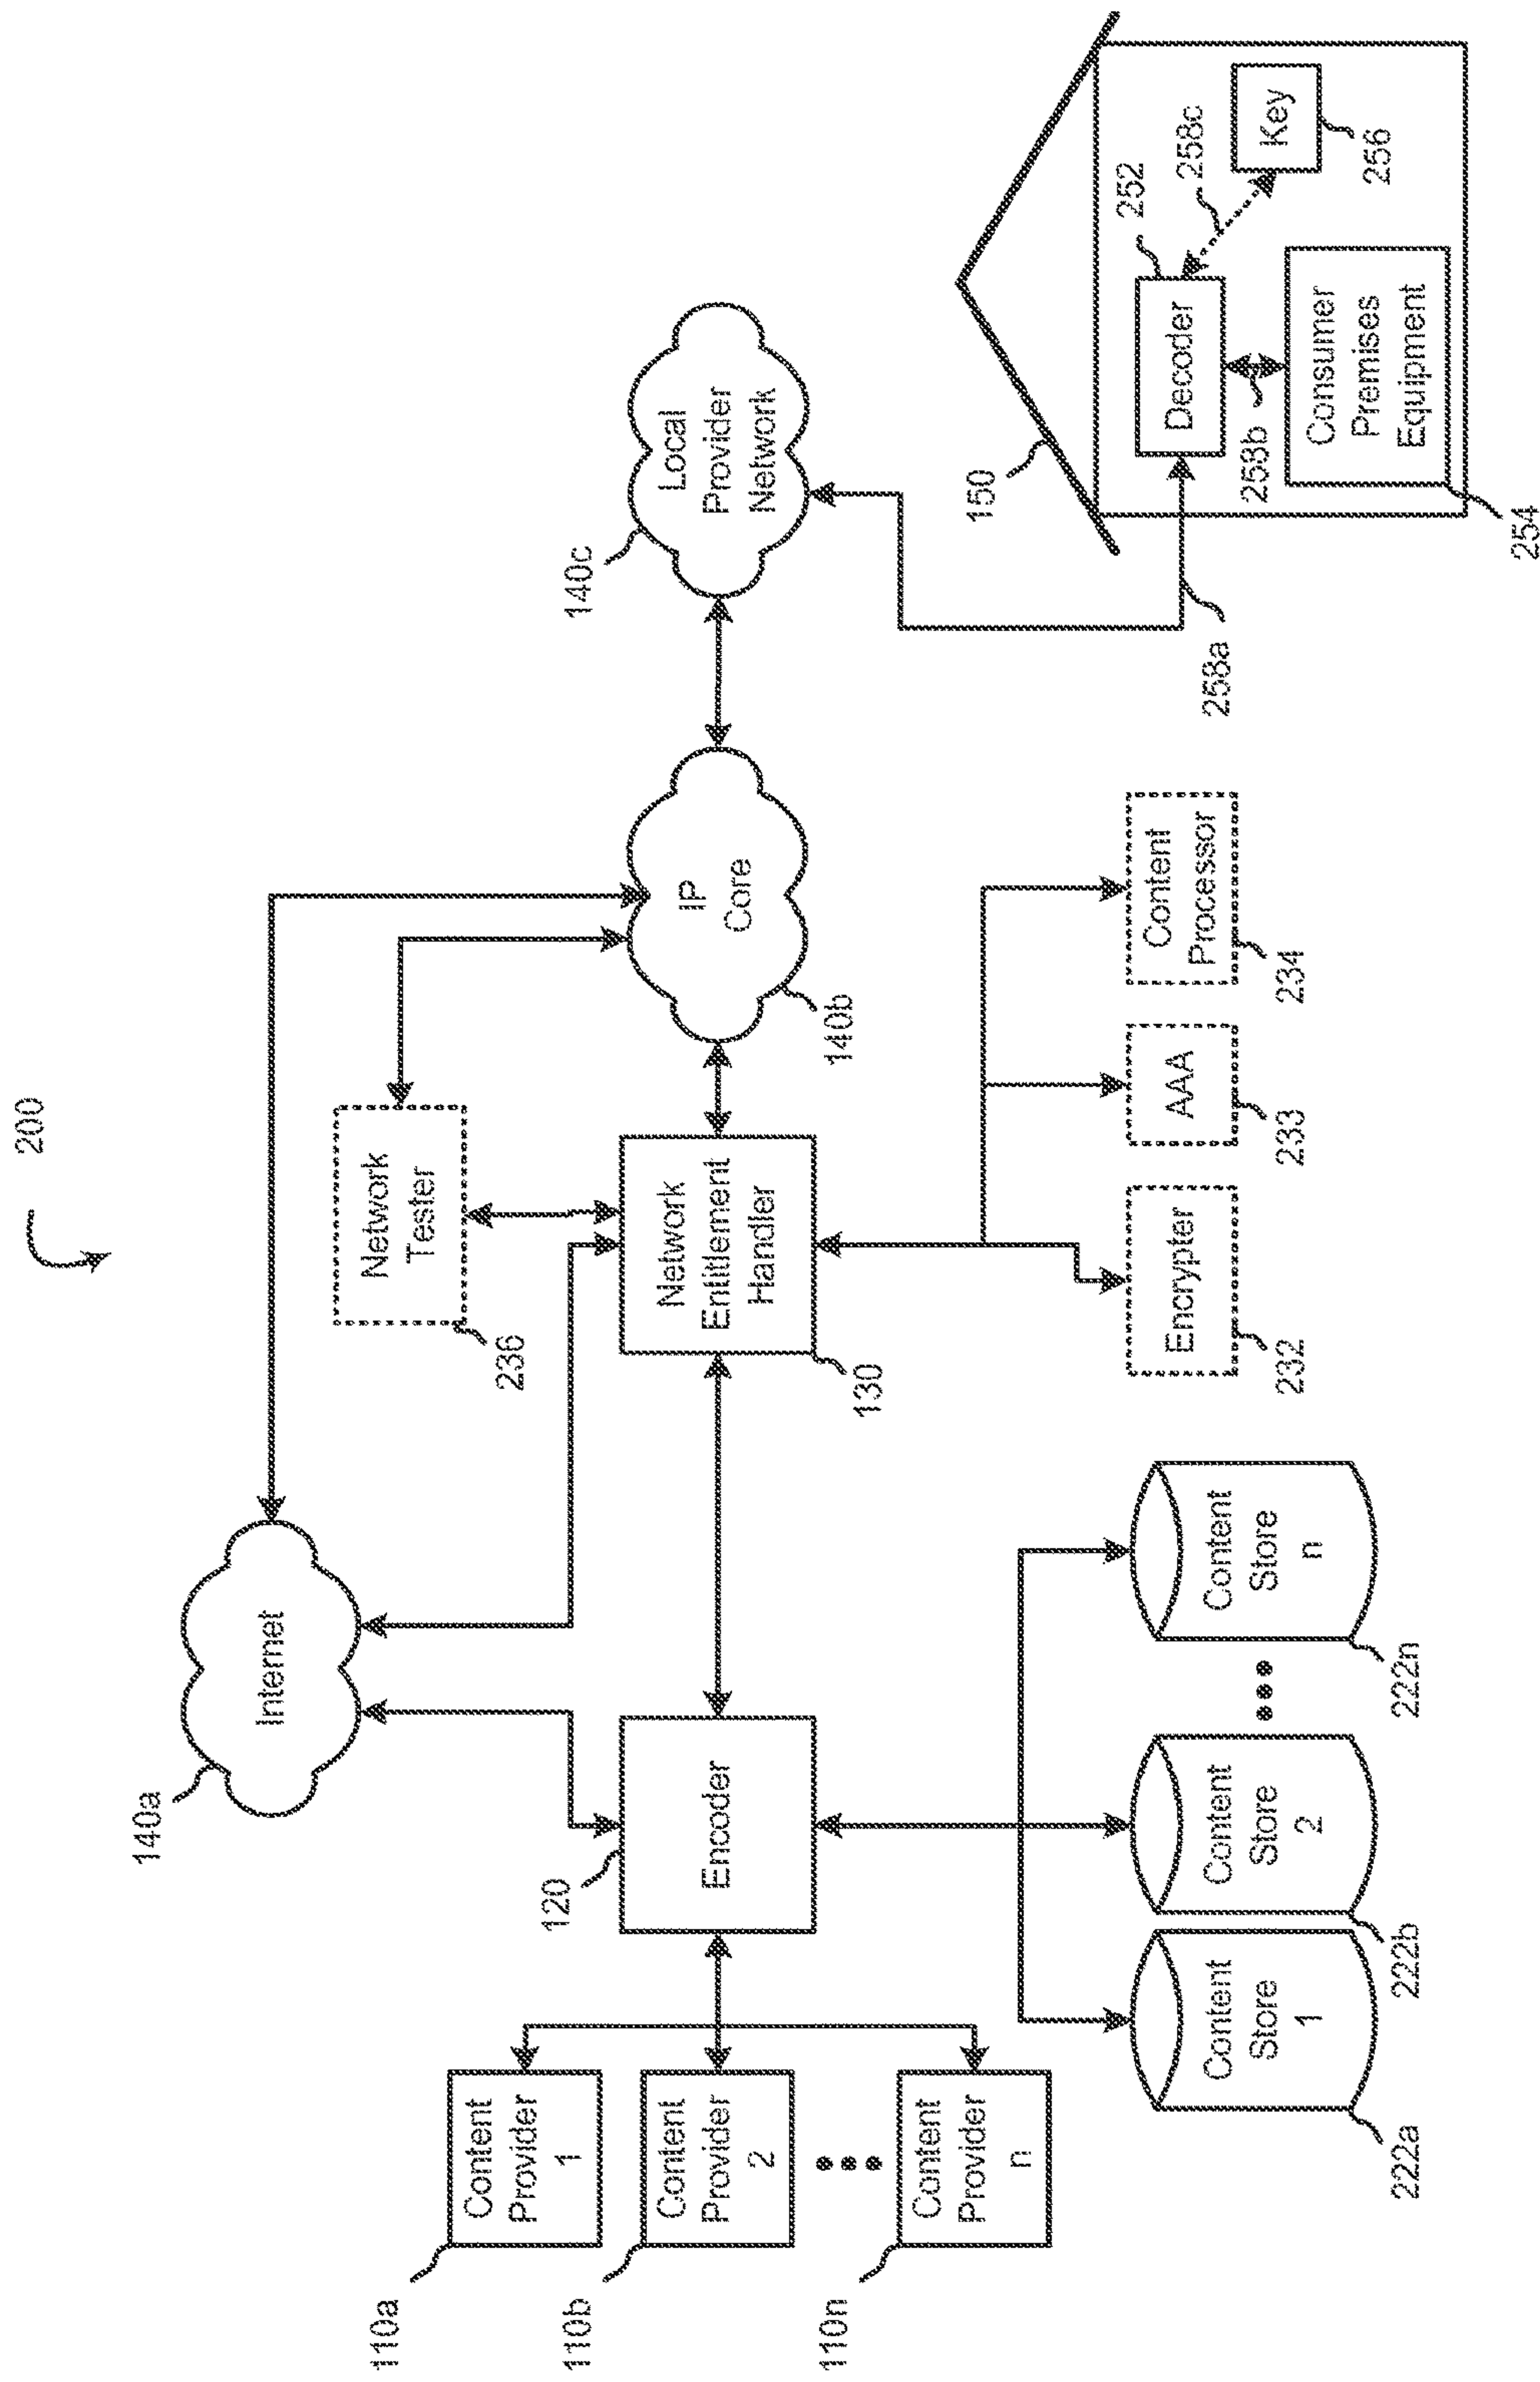 200
140a
Internet
Network
Tester
236
140c
Local
Provider
Network
110a
Content
Provider
1
110b
Content
Provider
2
110n
Content
Provider
n
120
Encoder
Network
Entitlement
Handler
130
IP
Core
140b
150
258a
252
Decoder
258c
Key
256
258b
Consumer
Premises
Equipment
254
Content
Store
1
222a
Content
Store
2
222b
Content
Store
n
222n
Encrypter
232
AAA
233
Content
Processor
234